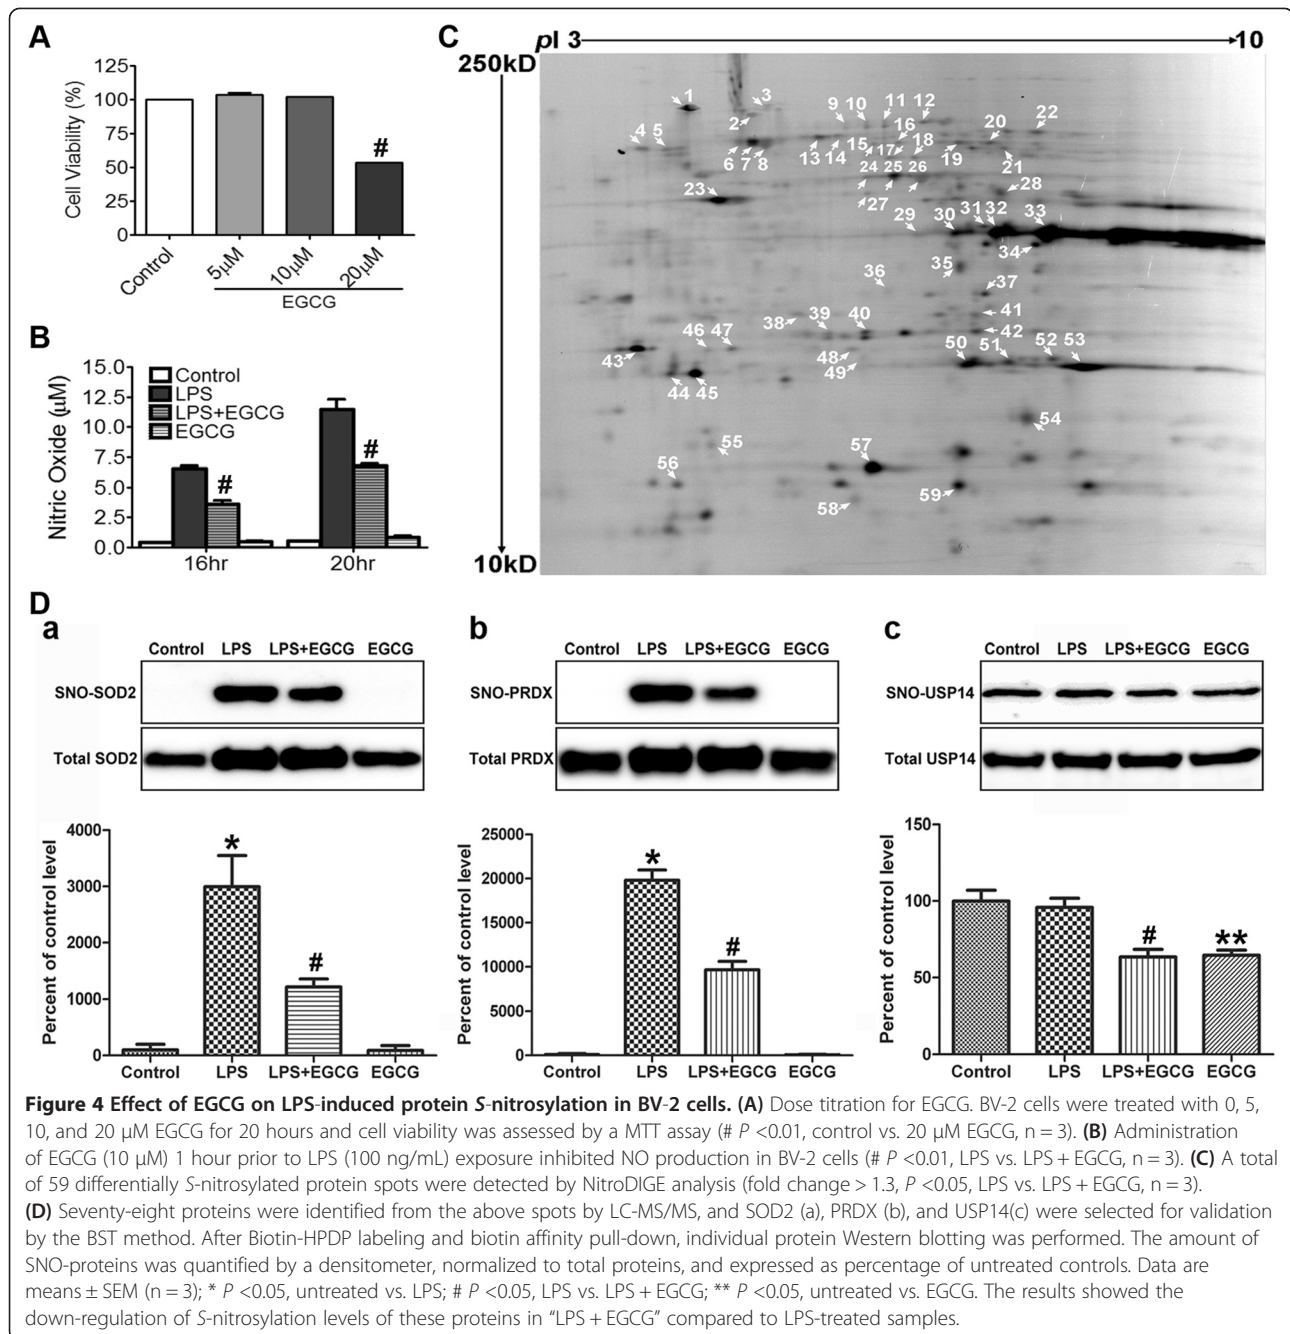 A
Cell Viability (%)
125
100
75
50
25
0
#
Control
5µM
10µM
20µM
EGCG
B
Nitric Oxide (µM)
15.0
12.5
10.0
7.5
5.0
2.5
0.0
Control
LPS
LPS+EGCG
EGCG
#
#
16hr
20hr
C
pI 3
10
250kD
10kD
1
2
3
4
5
6
7
8
9
10
11
12
13
14
15
16
17
18
19
20
21
22
23
24
25
26
27
28
29
30
31
32
33
34
35
36
37
38
39
40
41
42
43
44
45
46
47
48
49
50
51
52
53
54
55
56
57
58
59
D
a
Control LPS LPS+EGCG EGCG
SNO-SOD2
Total SOD2
Percent of control level
4000
3000
2000
1000
0
*
#
Control LPS LPS+EGCG EGCG
b
Control LPS LPS+EGCG EGCG
SNO-PRDX
Total PRDX
Percent of control level
25000
20000
15000
10000
5000
0
*
#
Control LPS LPS+EGCG EGCG
c
Control LPS LPS+EGCG EGCG
SNO-USP14
Total USP14
Percent of control level
150
100
50
0
#
**
Control LPS LPS+EGCG EGCG
Figure 4 Effect of EGCG on LPS-induced protein S-nitrosylation in BV-2 cells. (A) Dose titration for EGCG. BV-2 cells were treated with 0, 5,
10, and 20 µM EGCG for 20 hours and cell viability was assessed by a MTT assay (# P <0.01, control vs. 20 µM EGCG, n = 3). (B) Administration
of EGCG (10 µM) 1 hour prior to LPS (100 ng/mL) exposure inhibited NO production in BV-2 cells (# P <0.01, LPS vs. LPS + EGCG, n = 3). (C) A total
of 59 differentially S-nitrosylated protein spots were detected by NitroDIGE analysis (fold change > 1.3, P <0.05, LPS vs. LPS + EGCG, n = 3).
(D) Seventy-eight proteins were identified from the above spots by LC-MS/MS, and SOD2 (a), PRDX (b), and USP14(c) were selected for validation
by the BST method. After Biotin-HPDP labeling and biotin affinity pull-down, individual protein Western blotting was performed. The amount of
SNO-proteins was quantified by a densitometer, normalized to total proteins, and expressed as percentage of untreated controls. Data are
means ± SEM (n = 3); * P <0.05, untreated vs. LPS; # P <0.05, LPS vs. LPS + EGCG; ** P <0.05, untreated vs. EGCG. The results showed the
down-regulation of S-nitrosylation levels of these proteins in “LPS + EGCG” compared to LPS-treated samples.